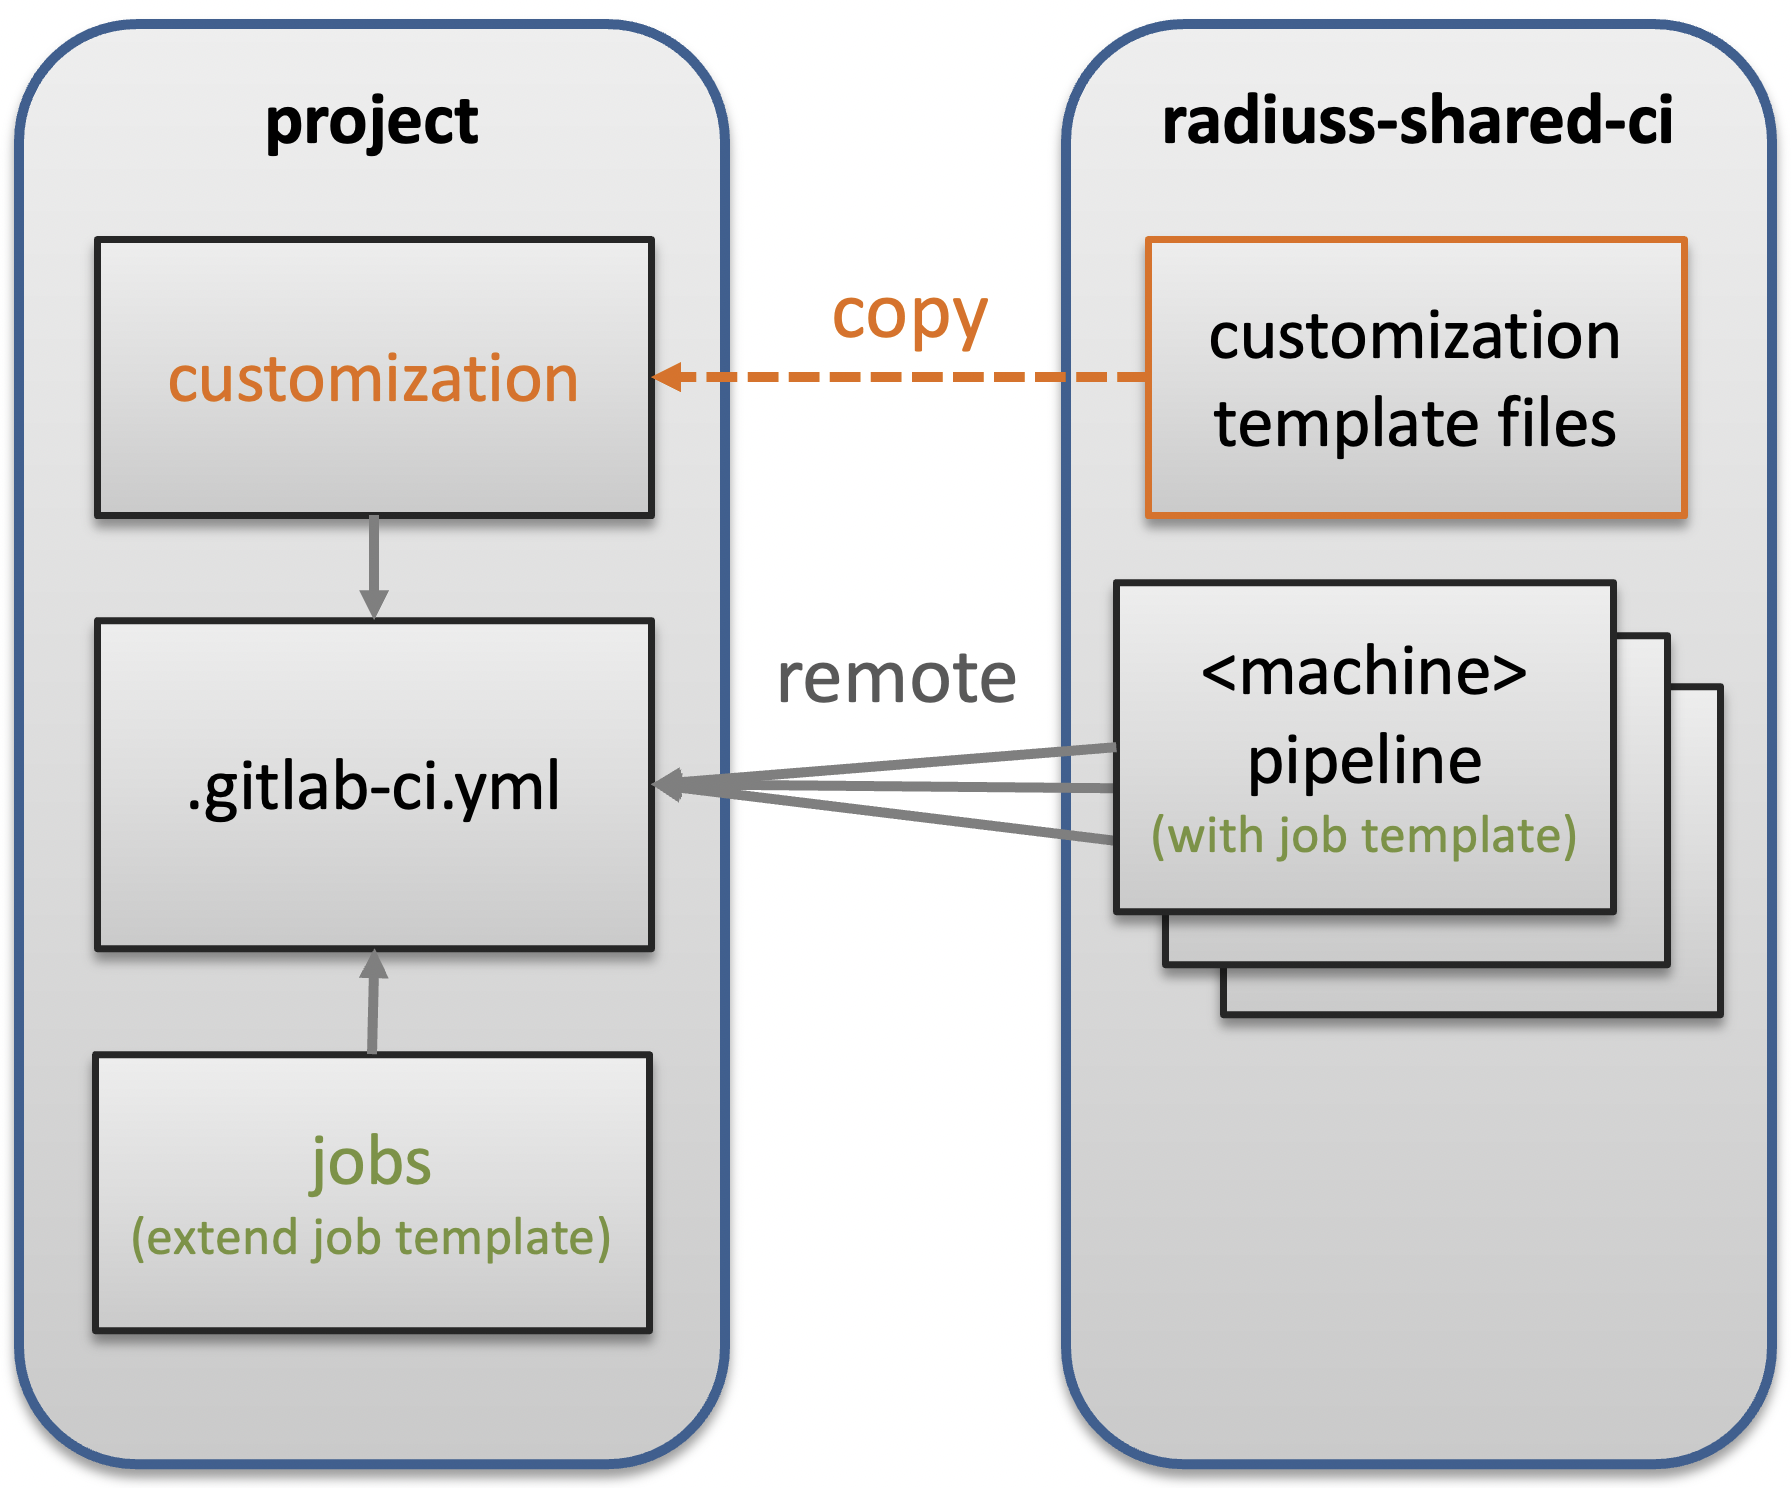 project
customization
.gitlab-ci.yml
jobs
(extend job template)
copy
remote
radiuss-shared-ci
customization
template files
<machine>
pipeline
(with job template)